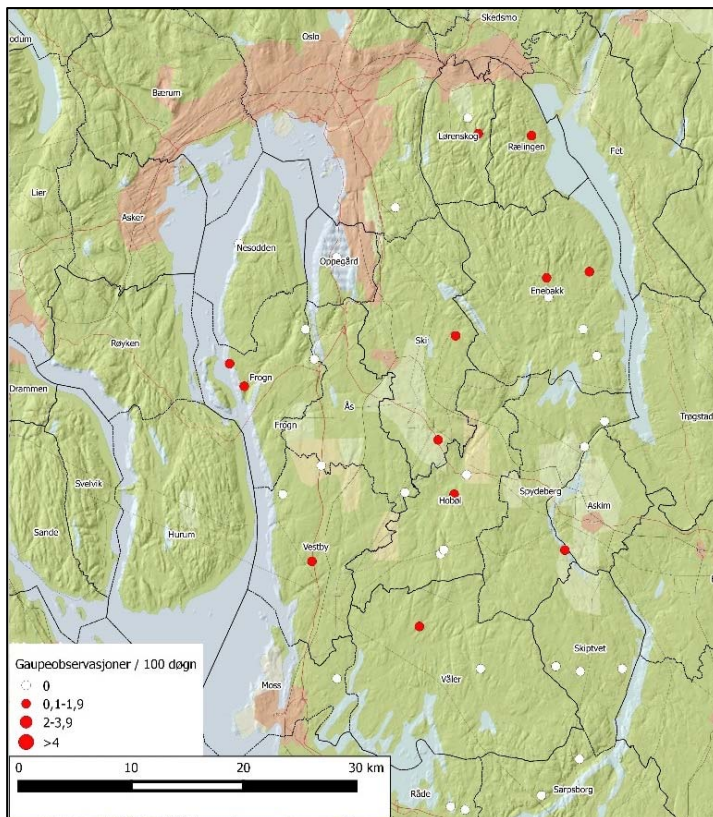 Skedsmo
Oslo
odum
Bærum
Lørenskog
Rælingen
Fet
Lier
Asker
Nesodden
Oppegård
Enebakk
Røyken
Ski
Frogn
Drammen
Ås
Trøgstad
Frogn
Svelvik
Spydeberg
Hobøl
Askim
Sande
Hurum
Vestby
Skiptvet
Gaupeobservasjoner / 100 døgn
0
0,1-1,9
2-3,9
>4
Moss
Våler
0 10 20 30 km
Råde
Sarpsborg